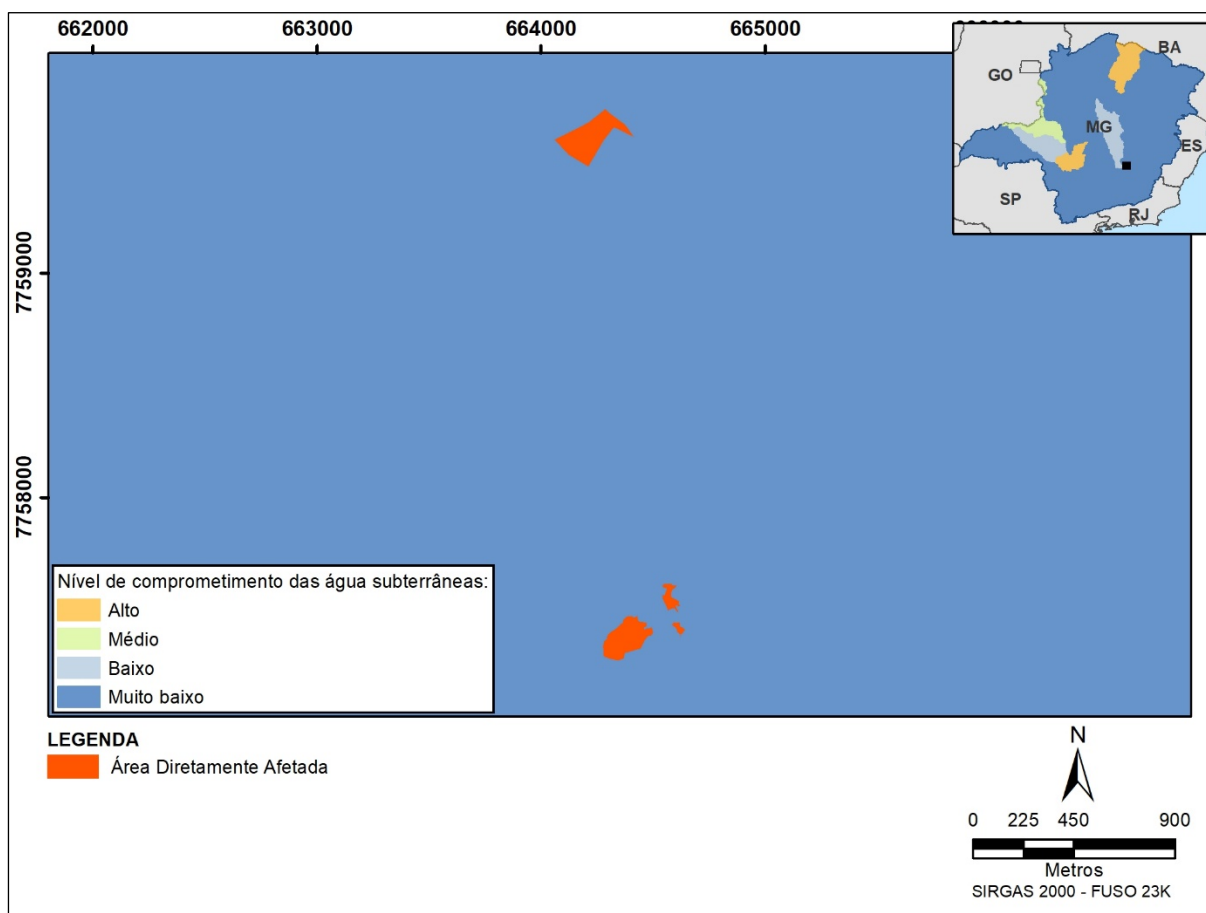 662000 663000 664000 665000
GO
BA
MG
ES
SP
RJ
7759000
7758000
Nível de comprometimento das água subterrâneas:
Alto
Médio
Baixo
Muito baixo
LEGENDA
Área Diretamente Afetada
N
0 225 450 900
Metros
SIRGAS 2000 - FUSO 23K